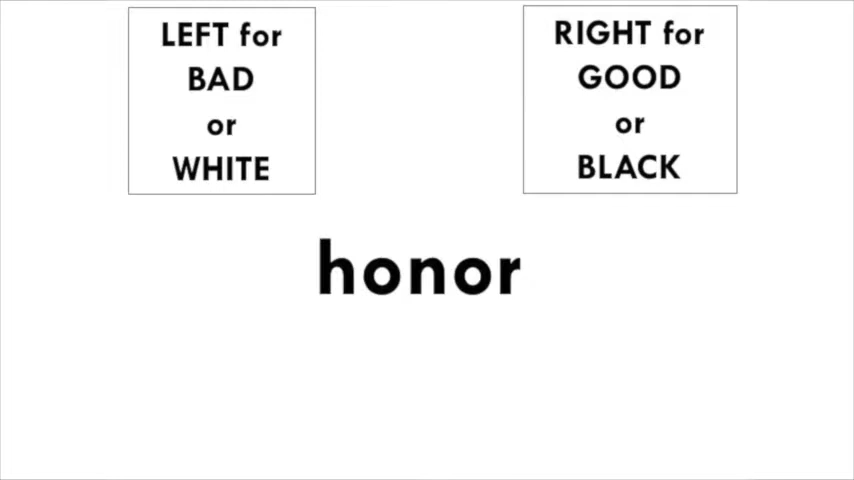 LEFT for
BAD
or
WHITE
RIGHT for
GOOD
or
BLACK
honor